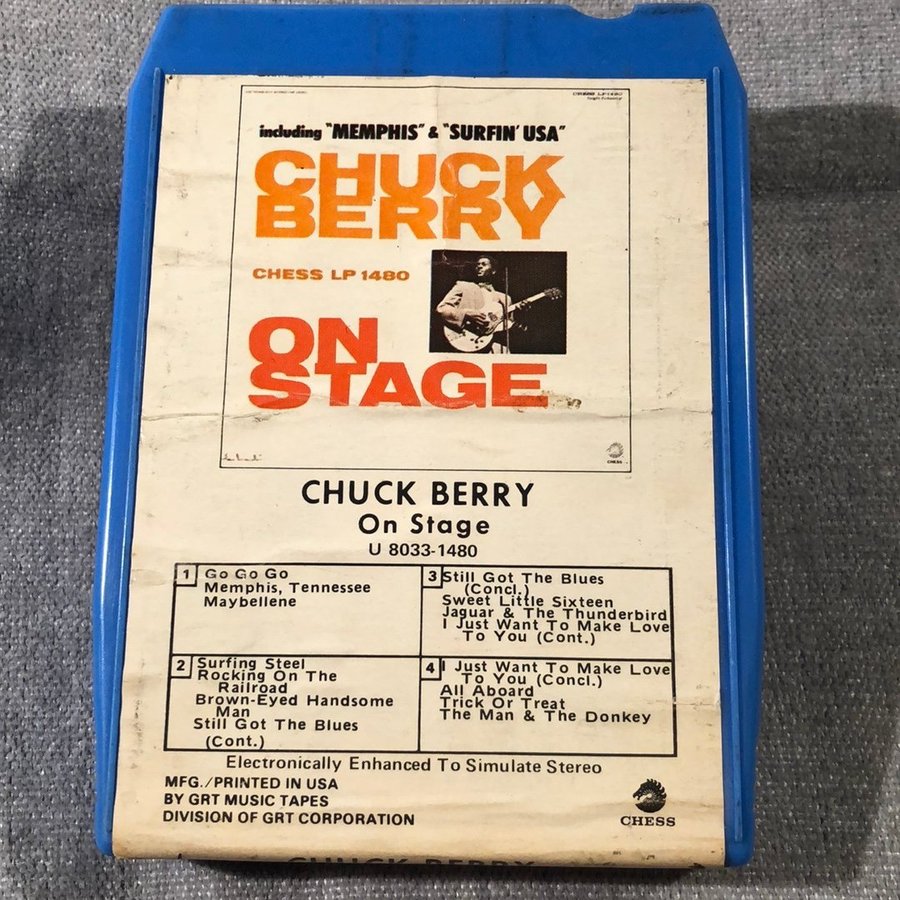 CHESS LP-1480
including "MEMPHIS" & "SURFIN' USA"
CHUCK
BERRY
CHESS LP 1480
ON
STAGE
CHESS
CHUCK BERRY
On Stage
U 8033-1480
1 Go Go Go
Memphis, Tennessee
Maybellene
2 Surfing Steel
Rocking On The
Railroad
Brown-Eyed Handsome
Man
Still Got The Blues
(Cont.)
3 Still Got The Blues
(Concl.)
Sweet Little Sixteen
Jaguar & The Thunderbird
I Just Want To Make Love
To You (Cont.)
4 I Just Want To Make Love
To You (Concl.)
All Aboard
Trick Or Treat
The Man & The Donkey
Electronically Enhanced To Simulate Stereo
MFG./PRINTED IN USA
BY GRT MUSIC TAPES
DIVISION OF GRT CORPORATION
CHESS
CHUCK BERRY